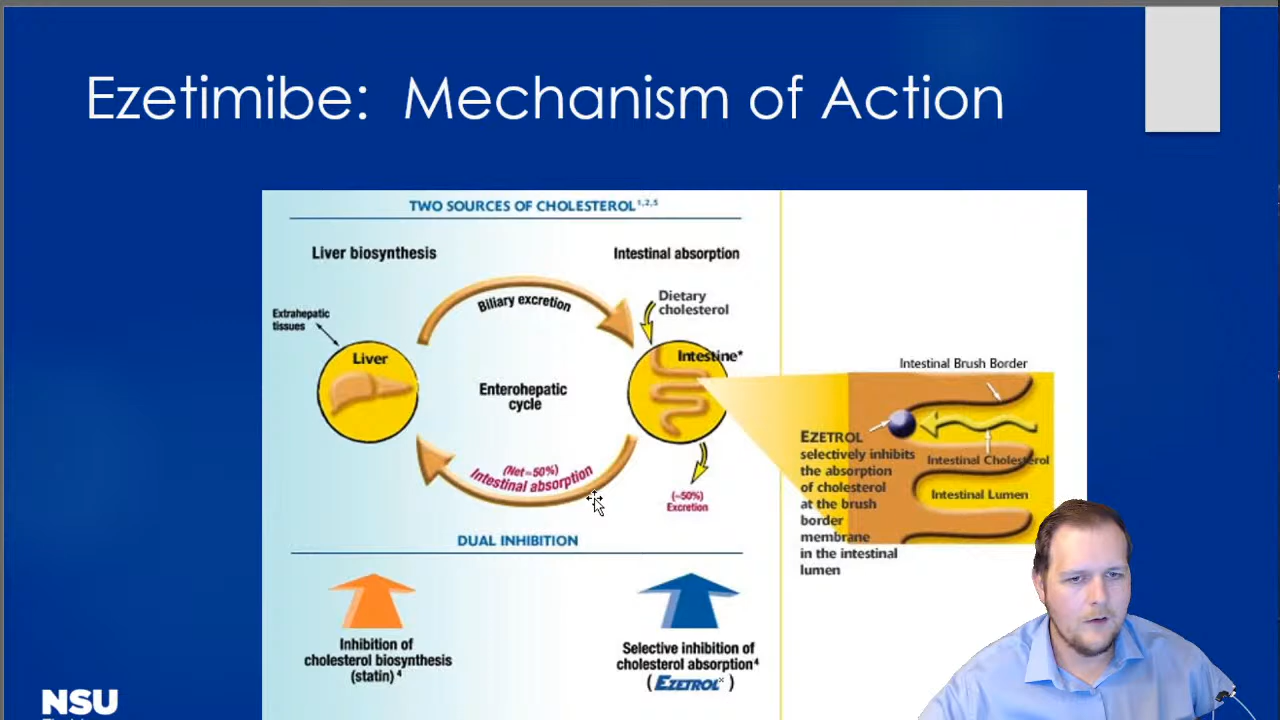 Ezetimibe: Mechanism of Action
TWO SOURCES OF CHOLESTEROL1,2,5
Liver biosynthesis
Intestinal absorption
Biliary excretion
Dietary
cholesterol
Extrahepatic
tissues
Liver
Intestine*
Enterohepatic
cycle
(Net≈50%)
Intestinal absorption
(~50%)
Excretion
Intestinal Brush Border
EZETROL
selectively inhibits
the absorption
of cholesterol
at the brush
border
membrane
in the intestinal
lumen
Intestinal Cholesterol
Intestinal Lumen
DUAL INHIBITION
Inhibition of
cholesterol biosynthesis
(statin)4
Selective inhibition of
cholesterol absorption4
(EZETROL)
NSU